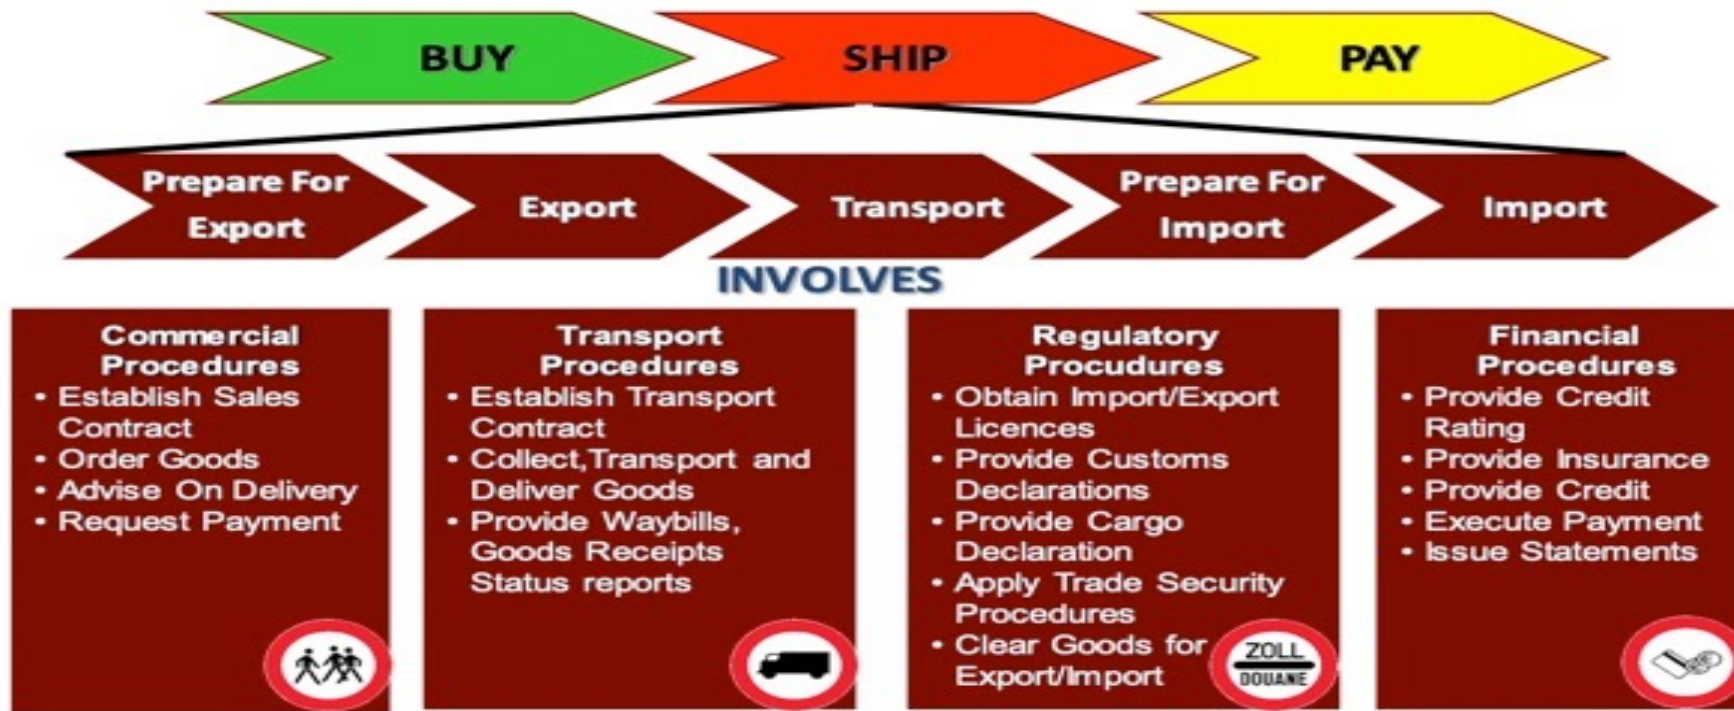 BUY
SHIP
PAY
Prepare For
Export
Export
Transport
Prepare For
Import
Import
INVOLVES
Commercial
Procedures
• Establish Sales
Contract
• Order Goods
• Advise On Delivery
• Request Payment
Transport
Procedures
• Establish Transport
Contract
• Collect,Transport and
Deliver Goods
• Provide Waybills,
Goods Receipts
Status reports
Regulatory
Procudures
• Obtain Import/Export
Licences
• Provide Customs
Declarations
• Provide Cargo
Declaration
• Apply Trade Security
Procedures
• Clear Goods for
Export/Import
ZOLL
DOUANE
Financial
Procedures
• Provide Credit
Rating
• Provide Insurance
• Provide Credit
• Execute Payment
• Issue Statements